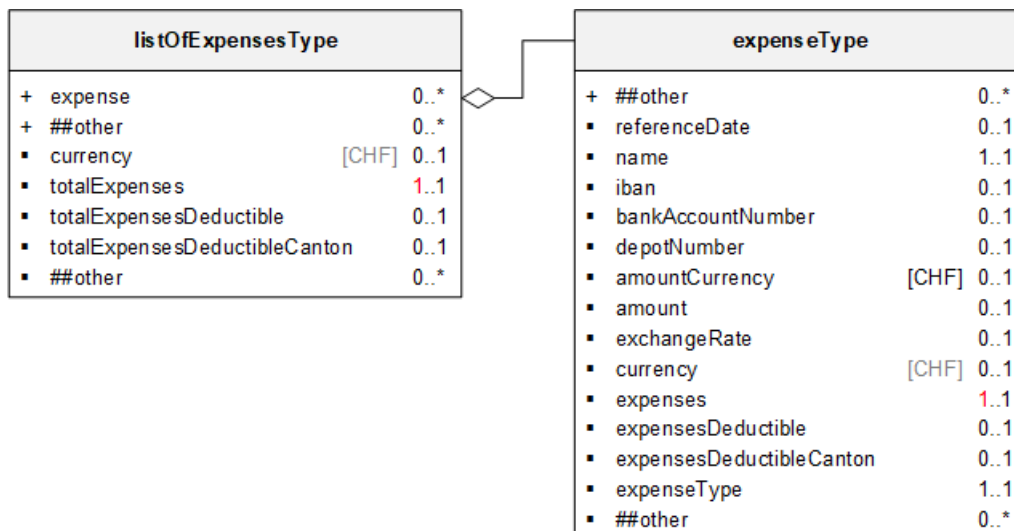 listOfExpensesType
+ expense 0..*
+ ##other 0..*
▪ currency [CHF] 0..1
▪ totalExpenses 1..1
▪ totalExpensesDeductible 0..1
▪ totalExpensesDeductibleCanton 0..1
▪ ##other 0..*
expenseType
+ ##other 0..*
▪ referenceDate 0..1
▪ name 1..1
▪ iban 0..1
▪ bankAccountNumber 0..1
▪ depotNumber 0..1
▪ amountCurrency [CHF] 0..1
▪ amount 0..1
▪ exchangeRate 0..1
▪ currency [CHF] 0..1
▪ expenses 1..1
▪ expensesDeductible 0..1
▪ expensesDeductibleCanton 0..1
▪ expenseType 1..1
▪ ##other 0..*